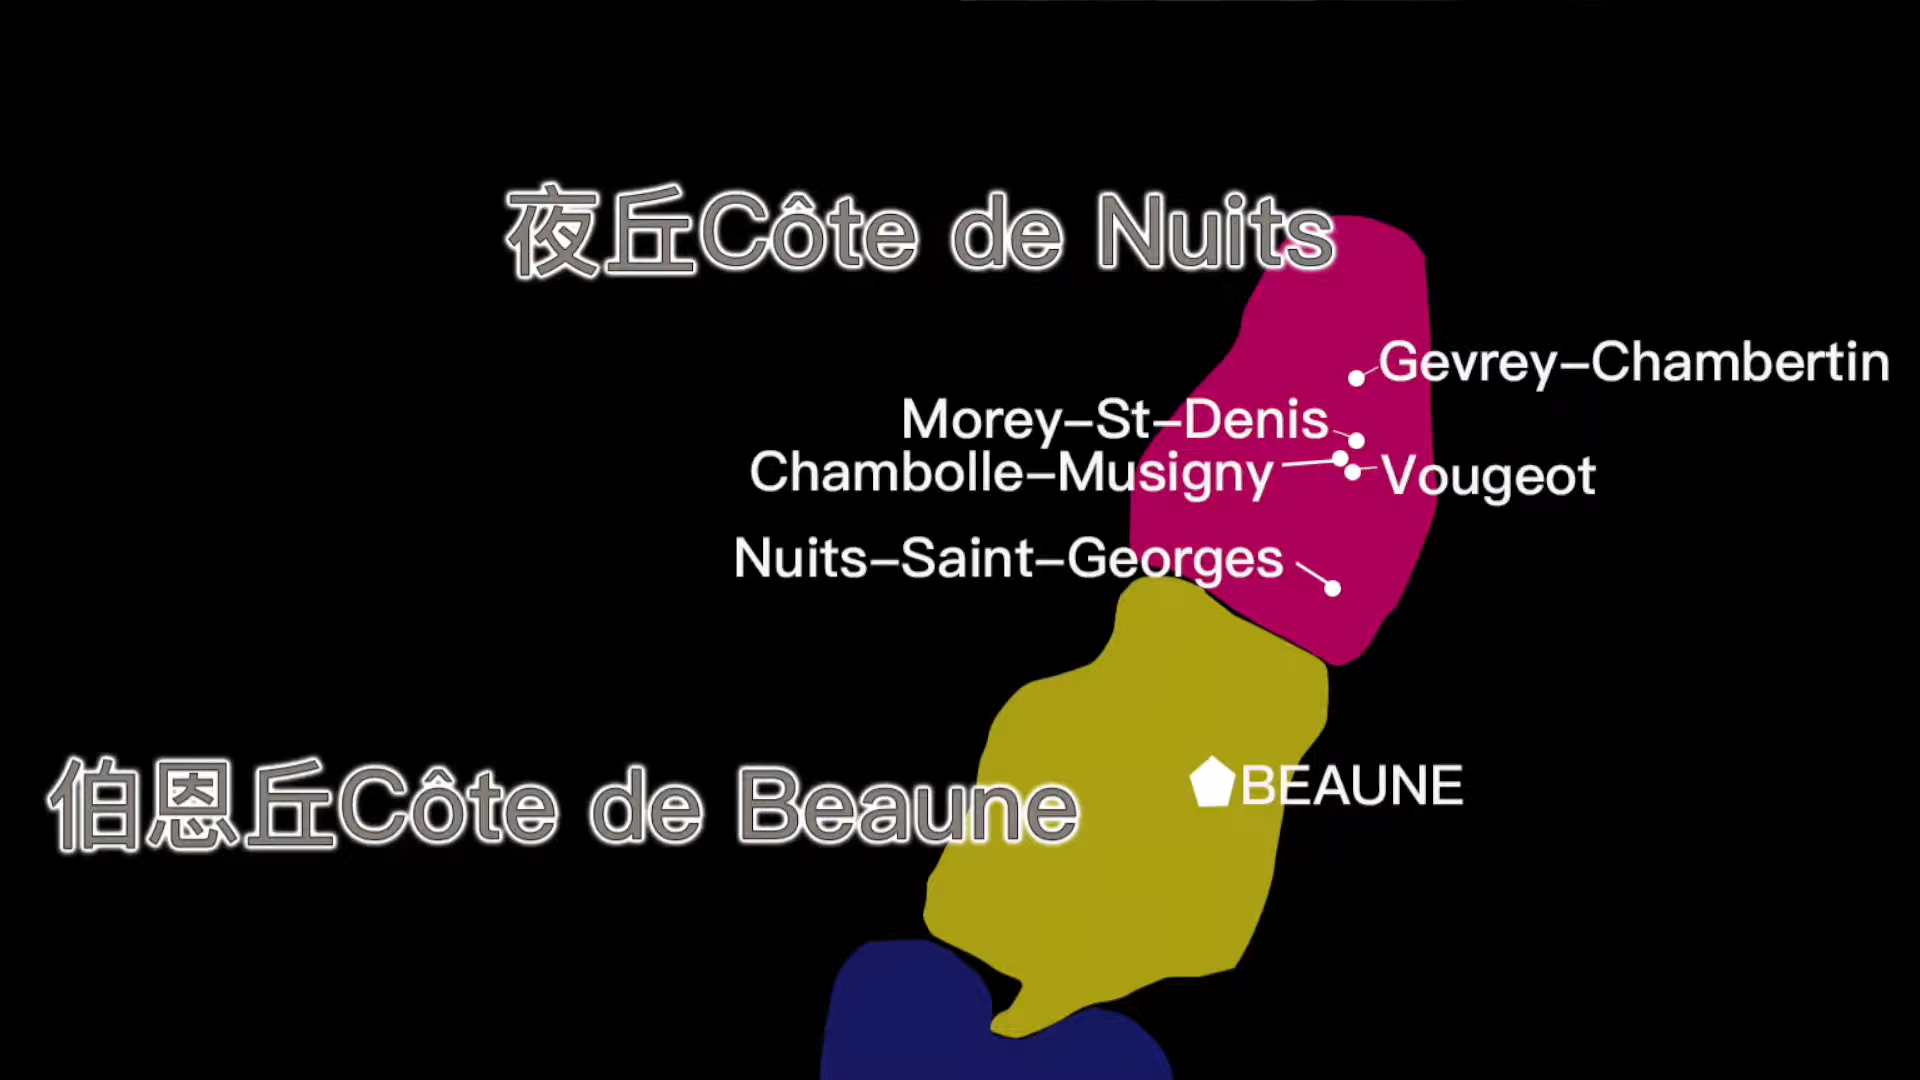 夜丘Côte de Nuits
Gevrey-Chambertin
Morey-St-Denis
Chambolle-Musigny
Vougeot
Nuits-Saint-Georges
伯恩丘Côte de Beaune
BEAUNE